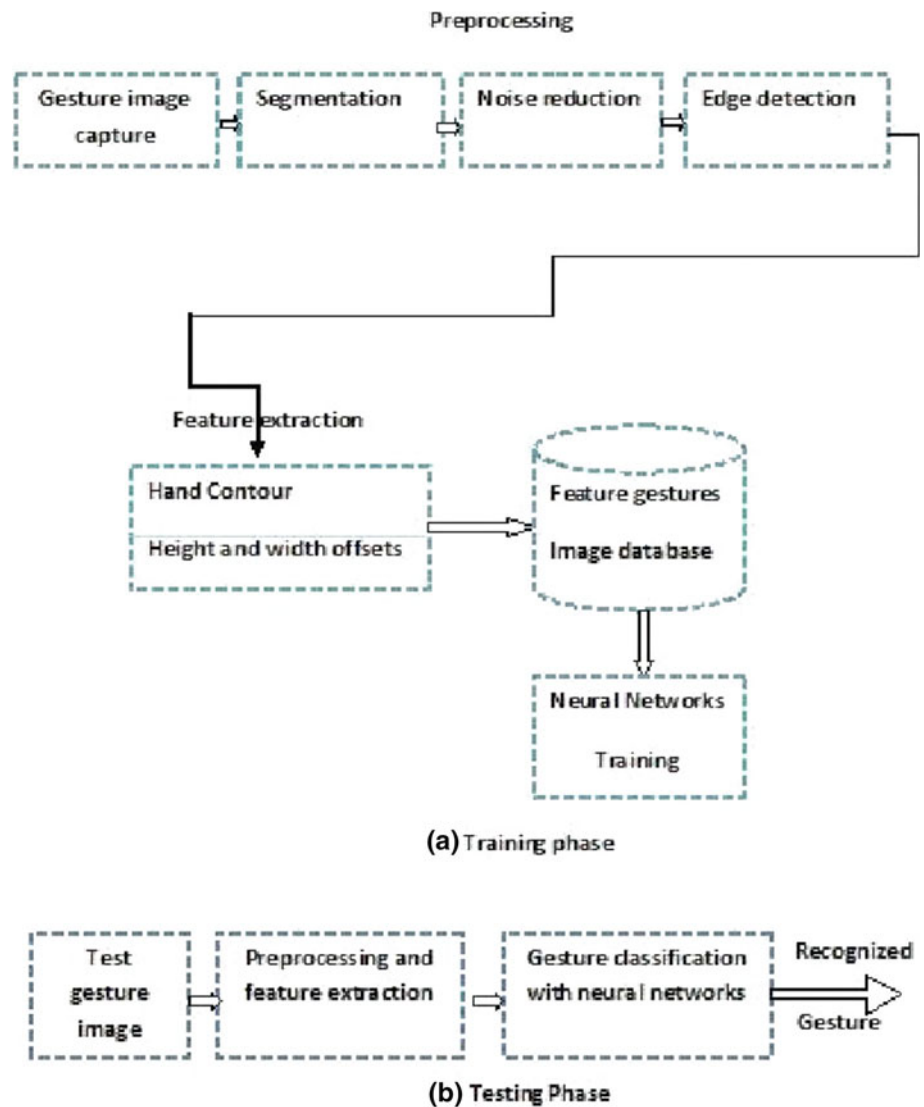 Preprocessing
Gesture image
capture
Segmentation
Noise reduction
Edge detection
Feature extraction
Hand Contour
Height and width offsets
Feature gestures
Image database
Neural Networks
Training
(a) Training phase
Test
gesture
image
Preprocessing and
feature extraction
Gesture classification
with neural networks
Recognized
Gesture
(b) Testing Phase